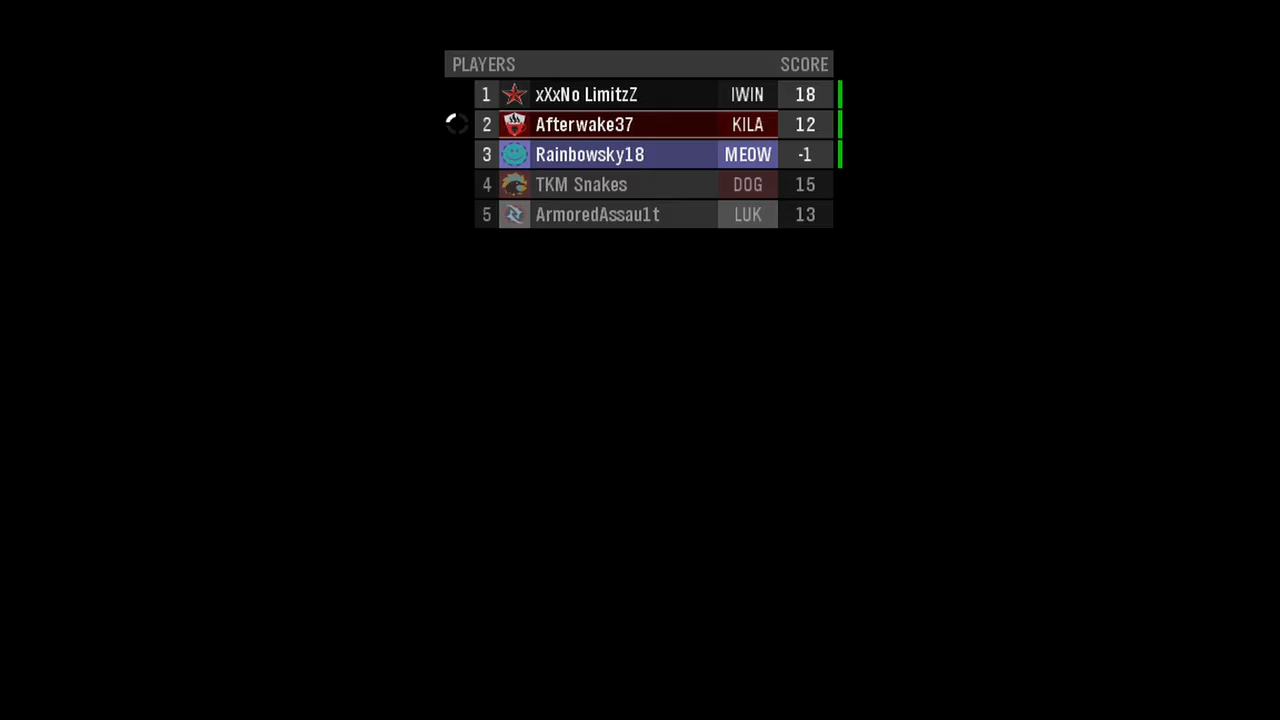 PLAYERS SCORE
1 xXxNo LimitzZ IWIN 18
2 Afterwake37 KILA 12
3 Rainbowsky18 MEOW -1
4 TKM Snakes DOG 15
5 ArmoredAssau1t LUK 13